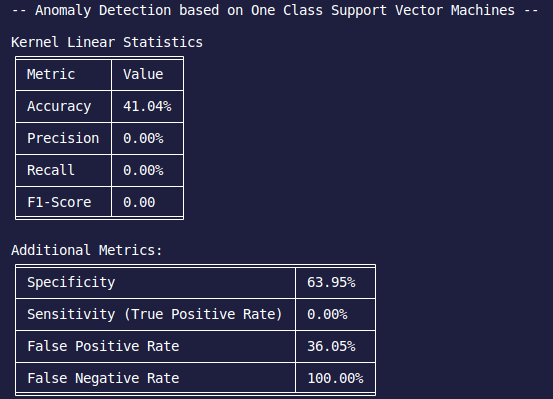 -- Anomaly Detection based on One Class Support Vector Machines --
Kernel Linear Statistics
Metric Value
Accuracy 41.04%
Precision 0.00%
Recall 0.00%
F1-Score 0.00
Additional Metrics:
Specificity 63.95%
Sensitivity (True Positive Rate) 0.00%
False Positive Rate 36.05%
False Negative Rate 100.00%